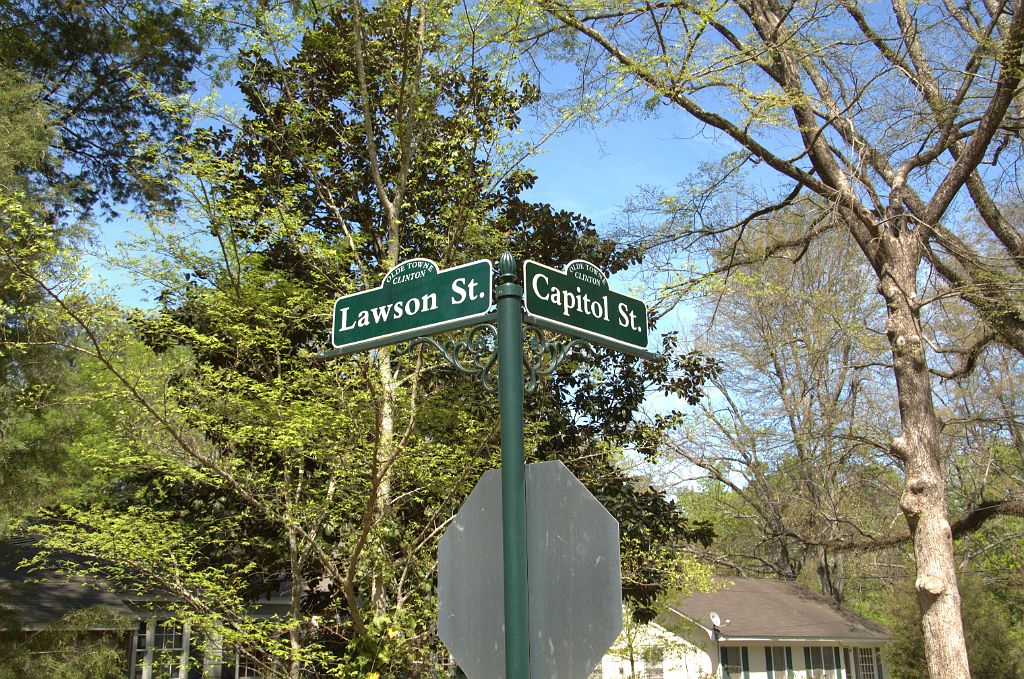 OLDE TOWNE
CLINTON
Lawson St.
OLDE TOWNE
CLINTON
Capitol St.